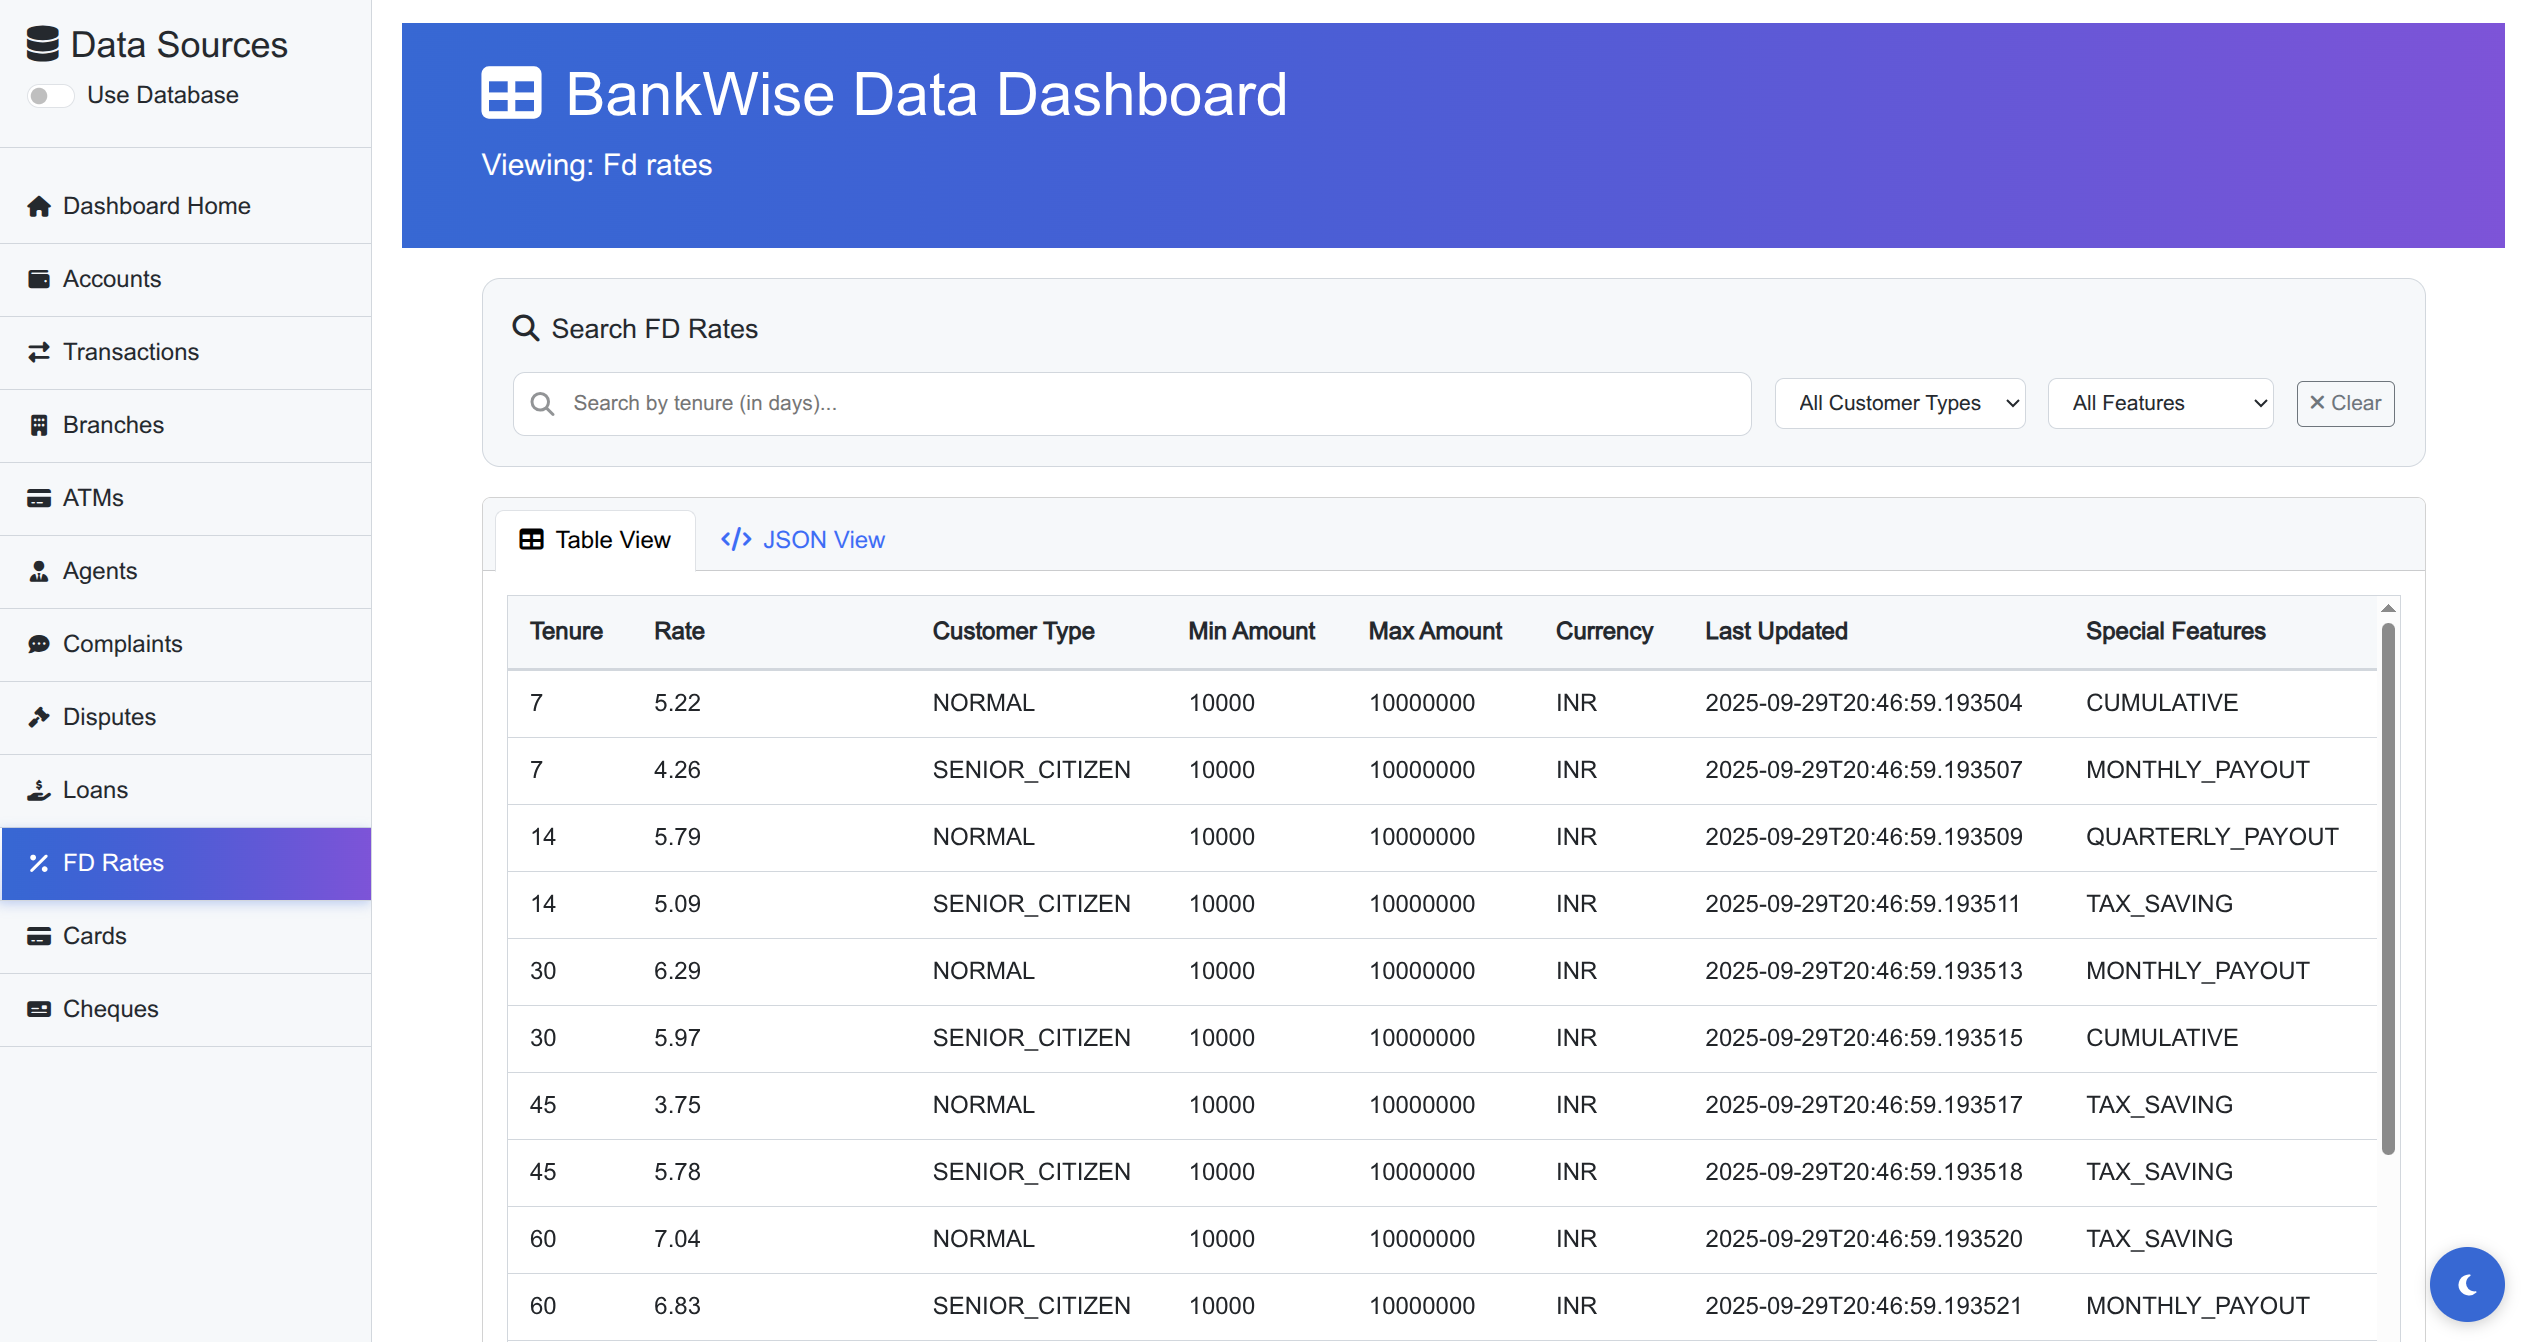 Data Sources
Use Database
Dashboard Home
Accounts
Transactions
Branches
ATMs
Agents
Complaints
Disputes
Loans
FD Rates
Cards
Cheques
BankWise Data Dashboard
Viewing: Fd rates
Search FD Rates
Search by tenure (in days)... All Customer Types All Features Clear
Table View JSON View
Tenure Rate Customer Type Min Amount Max Amount Currency Last Updated Special Features
7 5.22 NORMAL 10000 10000000 INR 2025-09-29T20:46:59.193504 CUMULATIVE
7 4.26 SENIOR_CITIZEN 10000 10000000 INR 2025-09-29T20:46:59.193507 MONTHLY_PAYOUT
14 5.79 NORMAL 10000 10000000 INR 2025-09-29T20:46:59.193509 QUARTERLY_PAYOUT
14 5.09 SENIOR_CITIZEN 10000 10000000 INR 2025-09-29T20:46:59.193511 TAX_SAVING
30 6.29 NORMAL 10000 10000000 INR 2025-09-29T20:46:59.193513 MONTHLY_PAYOUT
30 5.97 SENIOR_CITIZEN 10000 10000000 INR 2025-09-29T20:46:59.193515 CUMULATIVE
45 3.75 NORMAL 10000 10000000 INR 2025-09-29T20:46:59.193517 TAX_SAVING
45 5.78 SENIOR_CITIZEN 10000 10000000 INR 2025-09-29T20:46:59.193518 TAX_SAVING
60 7.04 NORMAL 10000 10000000 INR 2025-09-29T20:46:59.193520 TAX_SAVING
60 6.83 SENIOR_CITIZEN 10000 10000000 INR 2025-09-29T20:46:59.193521 MONTHLY_PAYOUT